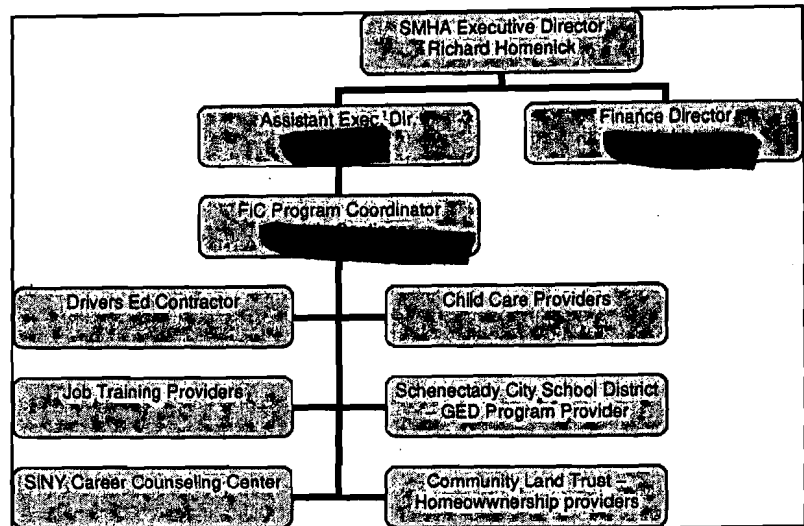 SMHA Executive Director
Richard Homenick
Assistant Exec. Dir.
Finance Director
FIC Program Coordinator
Drivers Ed Contractor
Child Care Providers
Job Training Providers
Schenectady City School District
GED Program Provider
SINY Career Counseling Center
Community Land Trust –
Homeowwnership providers